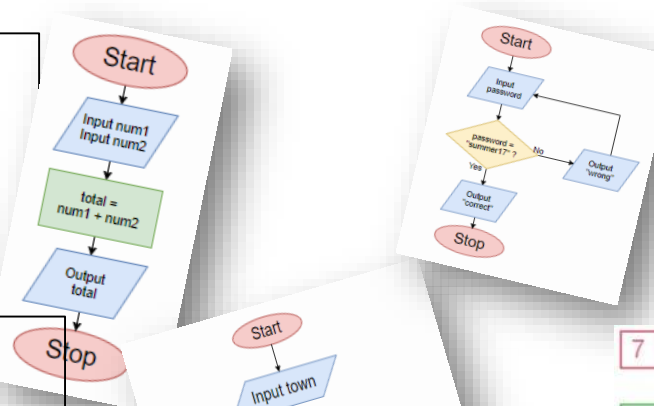 Start
Input num1
Input num2
total =
num1 + num2
Output
total
Stop
Start
Input
password
password =
"summer17" ?
No
Yes
Output
"wrong"
Output
"correct"
Stop
Start
Input town
7